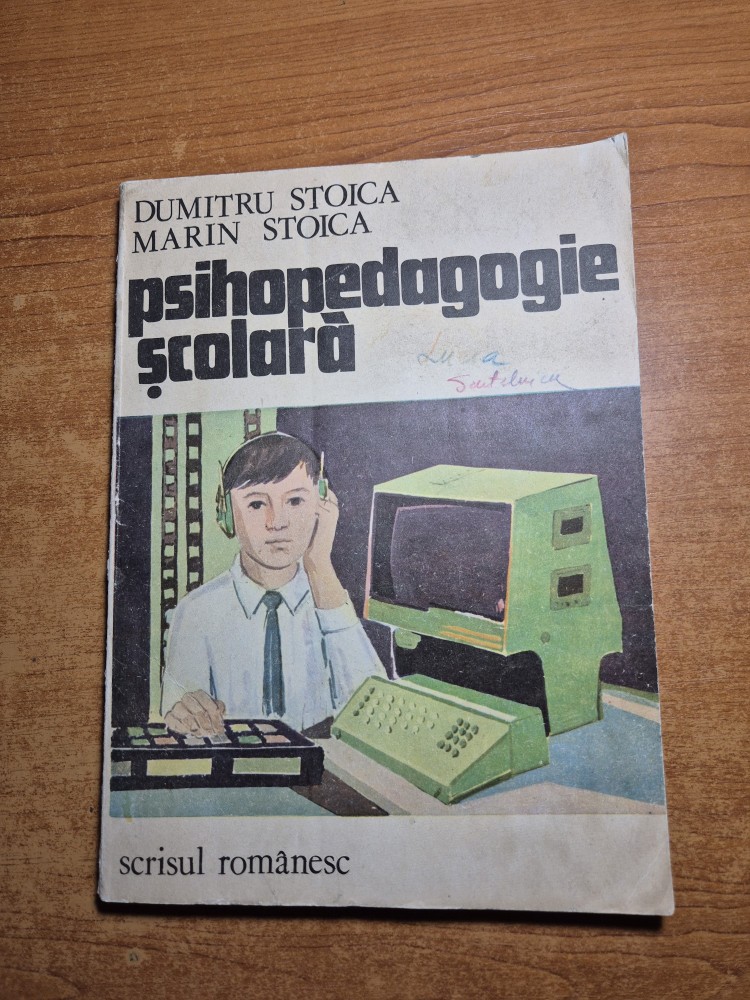 DUMITRU STOICA
MARIN STOICA
psihopedagogie
școlară
scrisul românesc